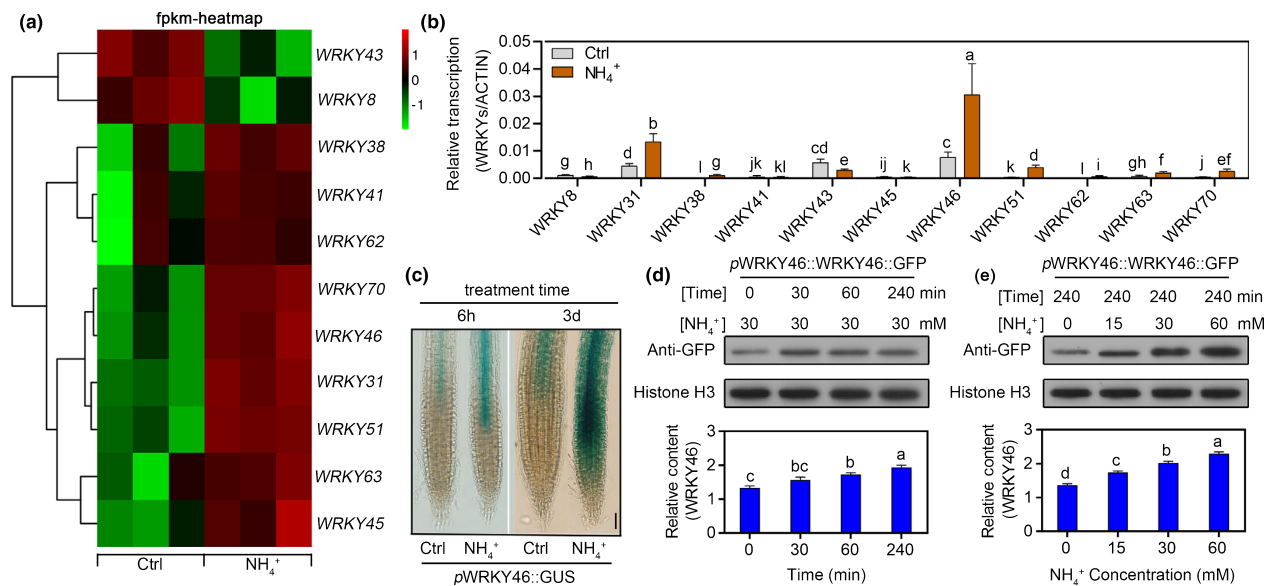 (a)
fpkm-heatmap
1
0
-1
WRKY43
WRKY8
WRKY38
WRKY41
WRKY62
WRKY70
WRKY46
WRKY31
WRKY51
WRKY63
WRKY45
Ctrl NH₄⁺
(b)
Relative transcription
(WRKYs/ACTIN)
0.05
0.04
0.03
0.02
0.01
0.00
Ctrl
NH₄⁺
g h d b l g jk kl cd e ij k c a k d l i gh f j ef
WRKY8 WRKY31 WRKY38 WRKY41 WRKY43 WRKY45 WRKY46 WRKY51 WRKY62 WRKY63 WRKY70
(c)
treatment time
6h 3d
Ctrl NH₄⁺ Ctrl NH₄⁺
pWRKY46::GUS
(d)
pWRKY46::WRKY46::GFP
[Time] 0 30 60 240 min
[NH₄⁺] 30 30 30 30 mM
Anti-GFP
Histone H3
Relative content
(WRKY46)
3
2
1
0
c bc b a
0 30 60 240
Time (min)
(e)
pWRKY46::WRKY46::GFP
[Time] 240 240 240 240 min
[NH₄⁺] 0 15 30 60 mM
Anti-GFP
Histone H3
Relative content
(WRKY46)
3
2
1
0
d c b a
0 15 30 60
NH₄⁺ Concentration (mM)